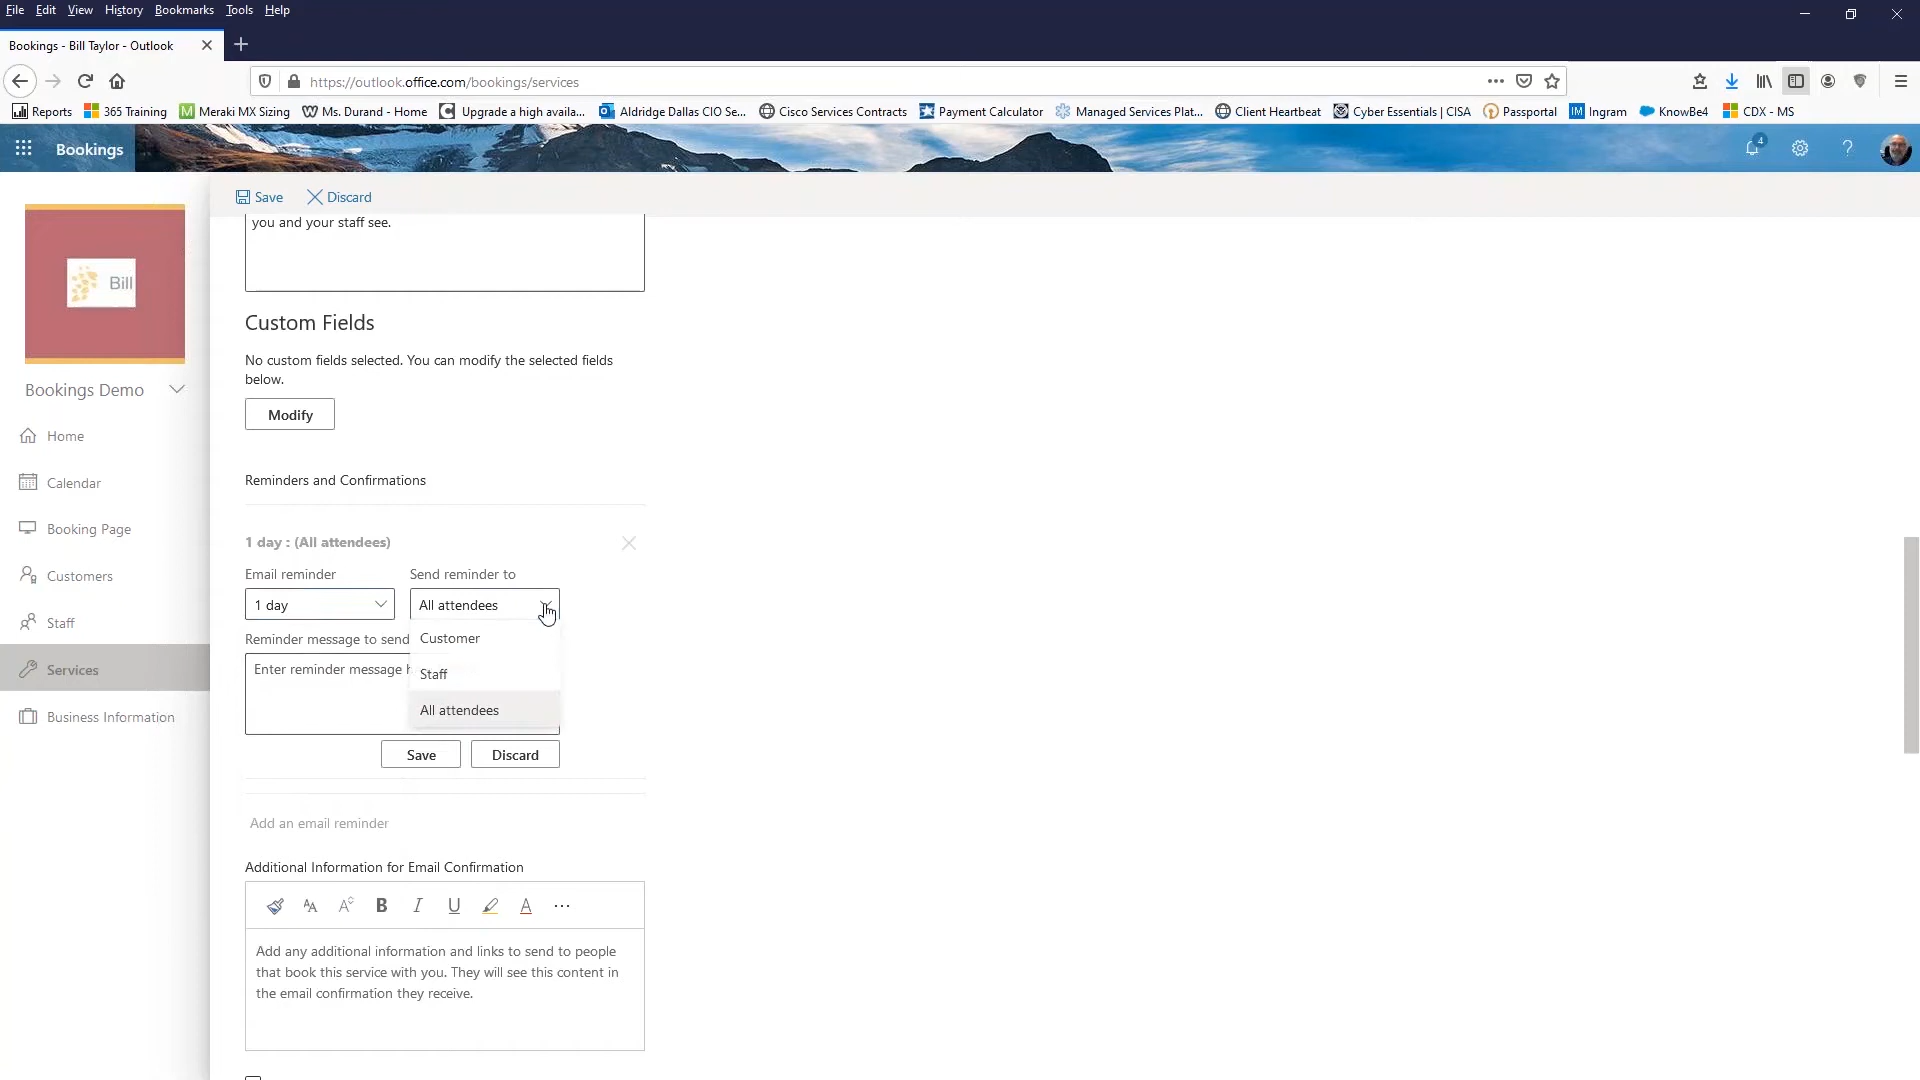 File Edit View History Bookmarks Tools Help
Bookings - Bill Taylor - Outlook
https://outlook.office.com/bookings/services
Reports 365 Training Meraki MX Sizing Ms. Durand - Home Upgrade a high availa... Aldridge Dallas CIO Se... Cisco Services Contracts Payment Calculator Managed Services Plat... Client Heartbeat Cyber Essentials | CISA Passportal IM Ingram KnowBe4 CDX - MS
Bookings
4
?
Save Discard
you and your staff see.
Bill
Bookings Demo
Home
Calendar
Booking Page
Customers
Staff
Services
Business Information
Custom Fields
No custom fields selected. You can modify the selected fields
below.
Modify
Reminders and Confirmations
1 day : (All attendees)
Email reminder Send reminder to
1 day All attendees
Customer
Staff
All attendees
Reminder message to send
Enter reminder message h
Save Discard
Add an email reminder
Additional Information for Email Confirmation
B I U A ...
Add any additional information and links to send to people
that book this service with you. They will see this content in
the email confirmation they receive.